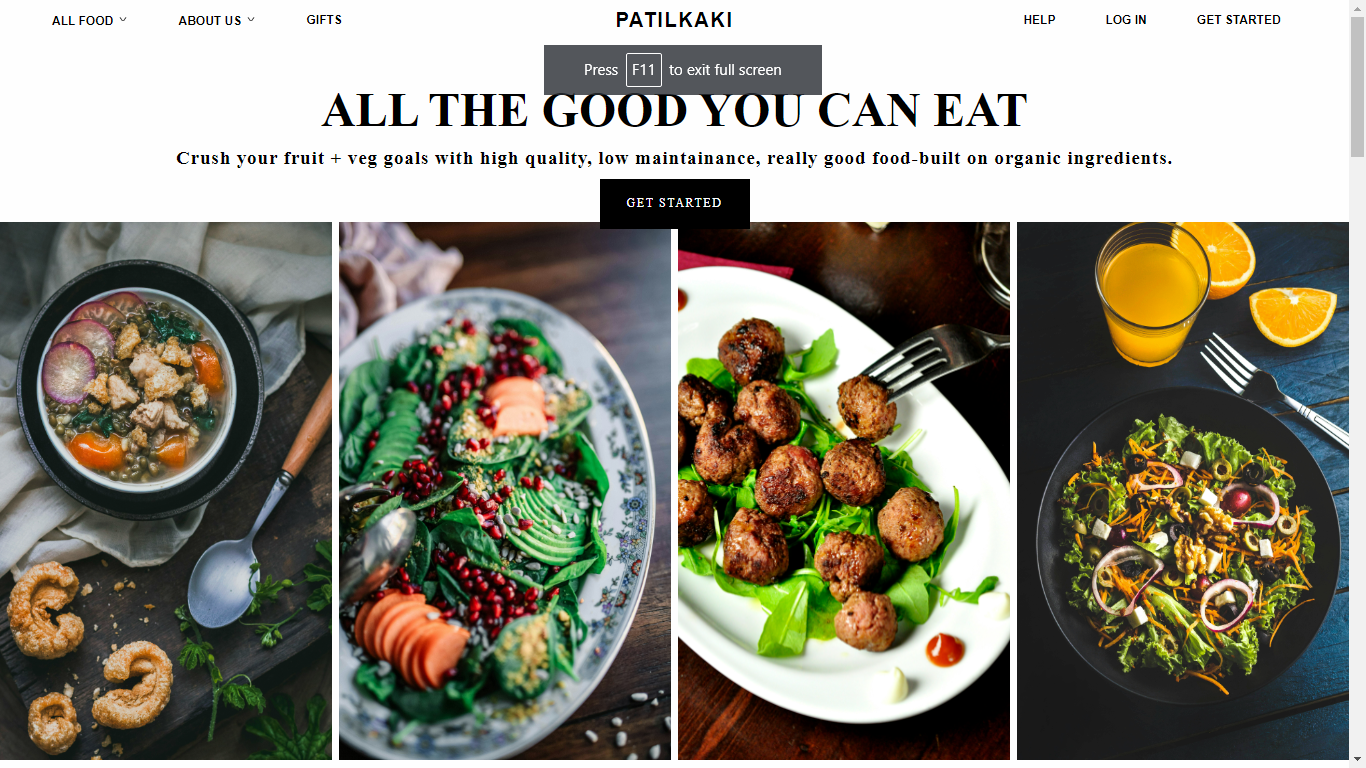 ALL FOOD ABOUT US GIFTS PATILKAKI HELP LOG IN GET STARTED
Press F11 to exit full screen
ALL THE GOOD YOU CAN EAT
Crush your fruit + veg goals with high quality, low maintainance, really good food-built on organic ingredients.
GET STARTED